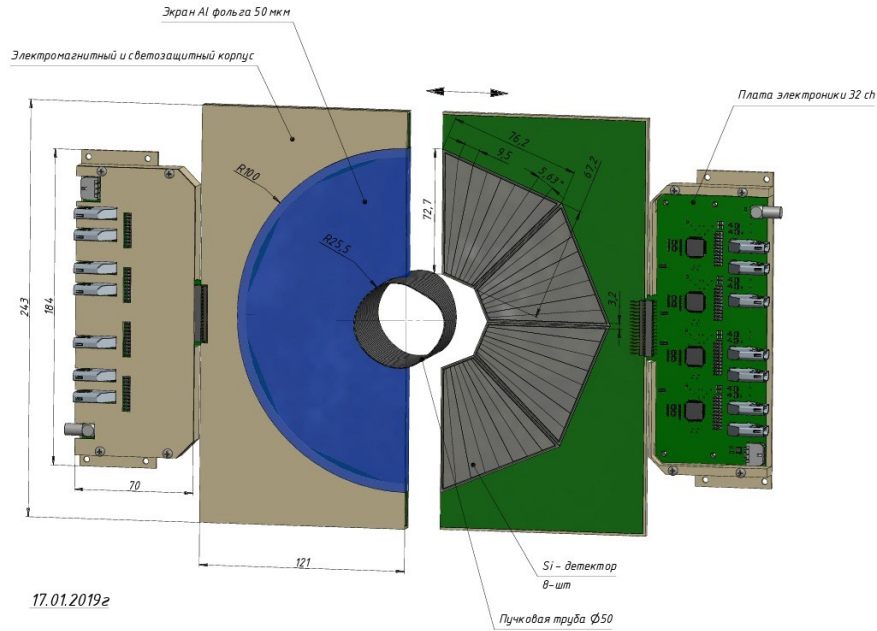 Экран Al фольга 50 мкм
Электромагнитный и светозащитный корпус
Плата электроники 32 ch
76,2
9,5
5,63°
67,2
R100
72,7
R25,5
243
184
3,2
70
121
Si - детектор
8-шт
17.01.2019г
Пучковая труба Ø50